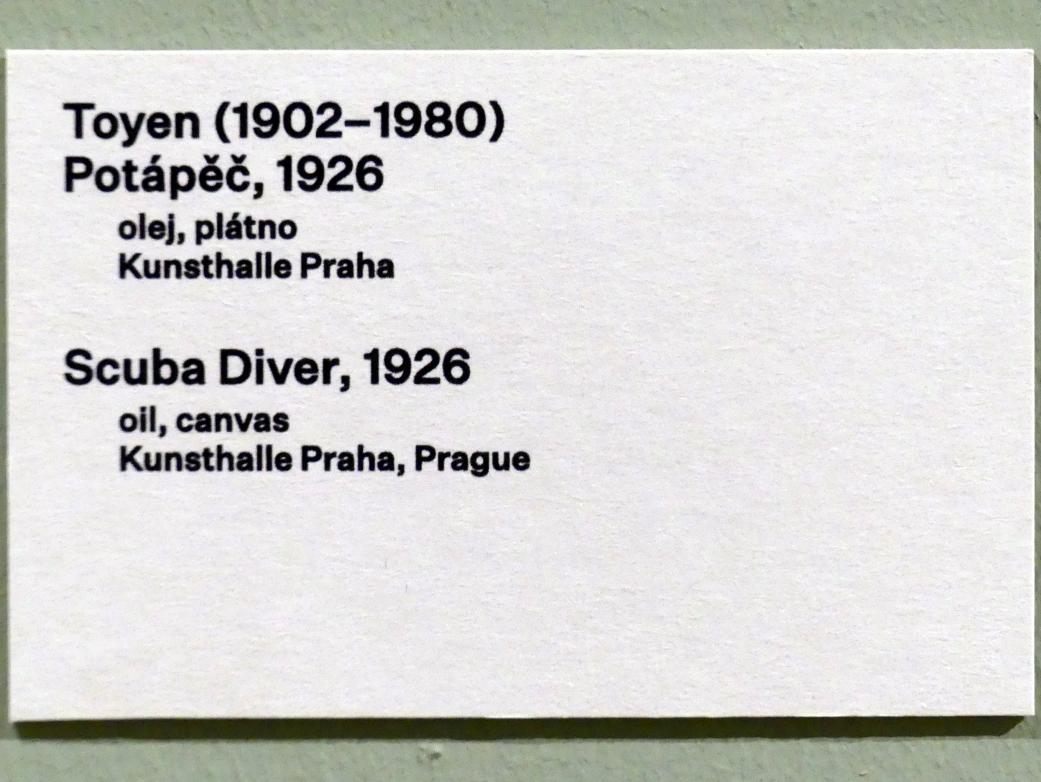 Toyen (1902–1980)
Potápěč, 1926
olej, plátno
Kunsthalle Praha
Scuba Diver, 1926
oil, canvas
Kunsthalle Praha, Prague